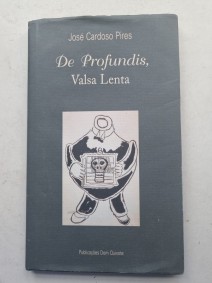 José Cardoso Pires
De Profundis,
Valsa Lenta
Publicações Dom Quixote